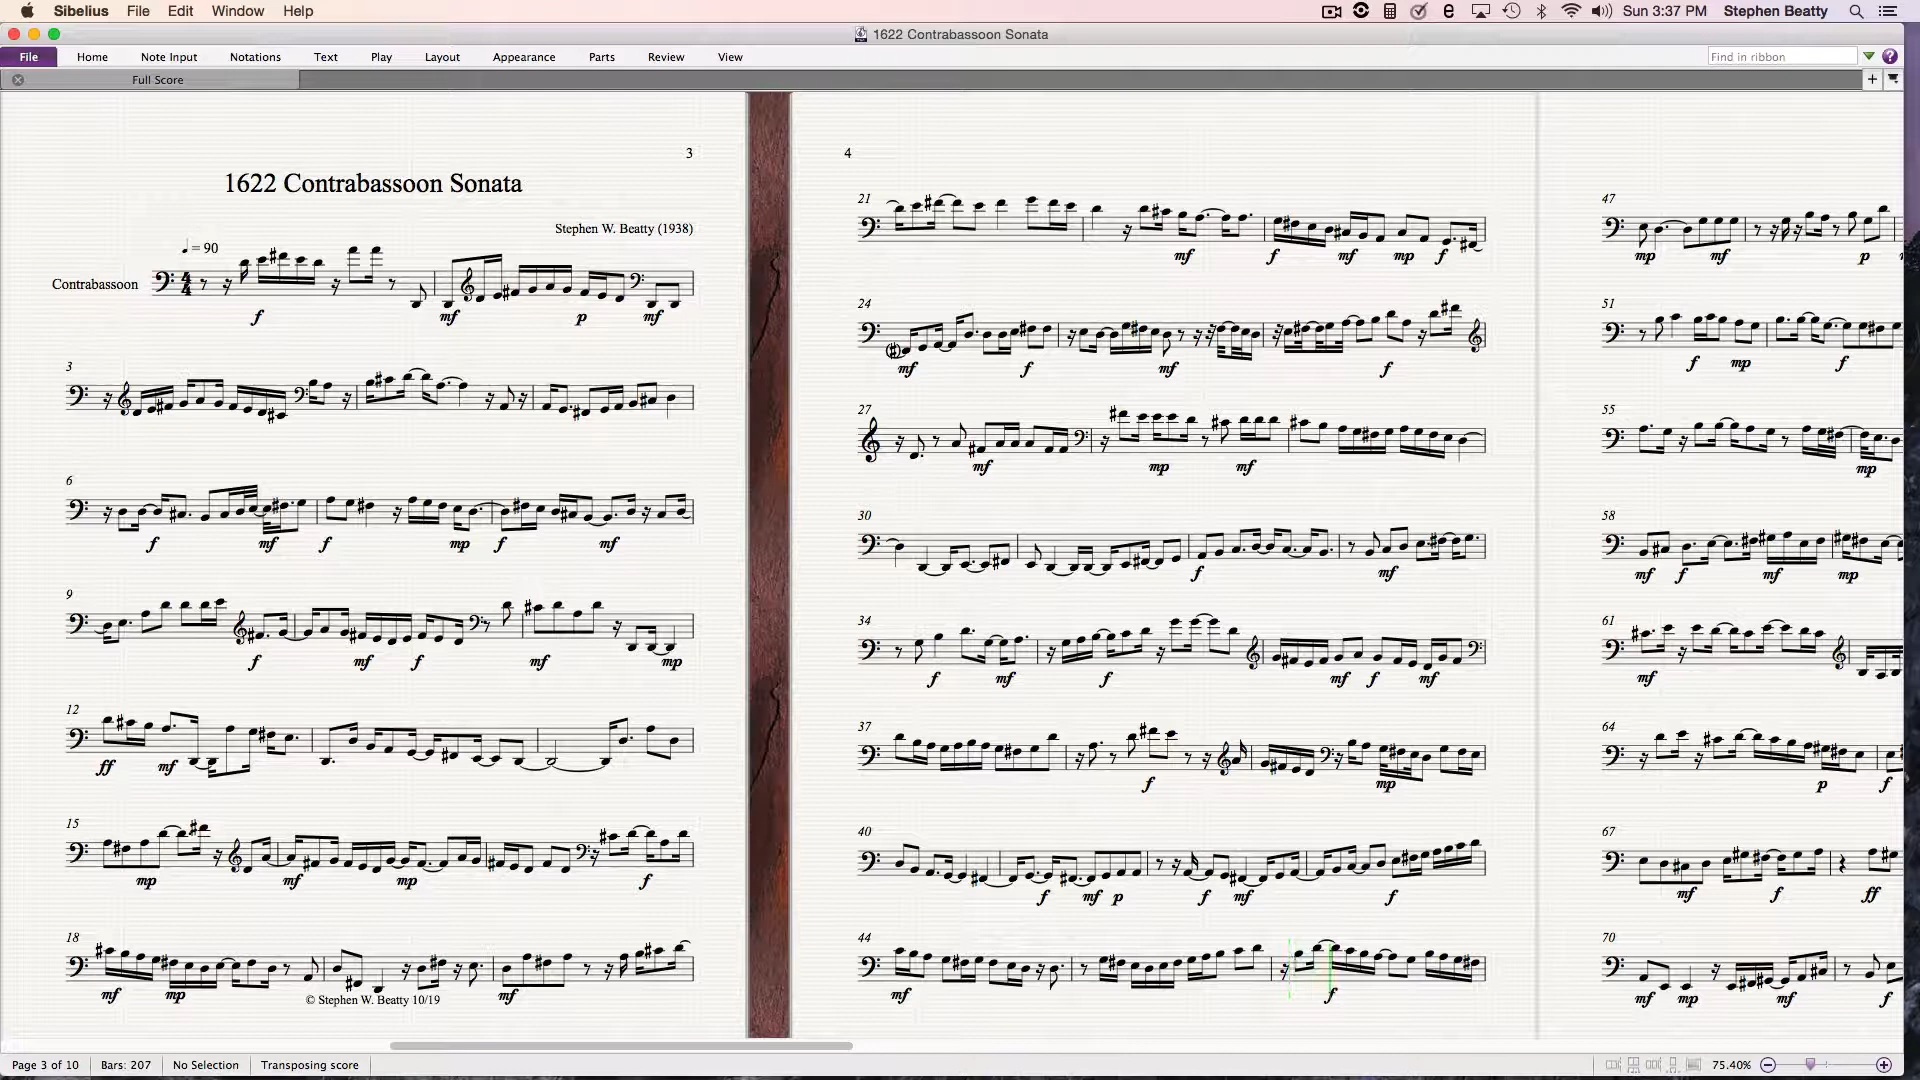 Sibelius File Edit Window Help Sun 3:37 PM Stephen Beatty
1622 Contrabassoon Sonata
File Home Note Input Notations Text Play Layout Appearance Parts Review View Find in ribbon ?
Full Score
3
1622 Contrabassoon Sonata
Stephen W. Beatty (1938)
= 90
Contrabassoon
f mf p mf
3
6
f mf f mp f mf
9
f mf f mf mp
12
ff mf
15
mp mf mp f
18
mf mp mf
© Stephen W. Beatty 10/19
4
21
mf f mf mp f
24
mf f mf f
27
mf mp mf
30
f mf
34
f mf f mf f mf
37
f mp
40
f mf p f mf f
44
mf f
47
mp mf p
51
f mp f
55
mp
58
mf f mf mp
61
mf
64
p f
67
mf f ff
70
mf mp mf f
Page 3 of 10 Bars: 207 No Selection Transposing score 75.40%